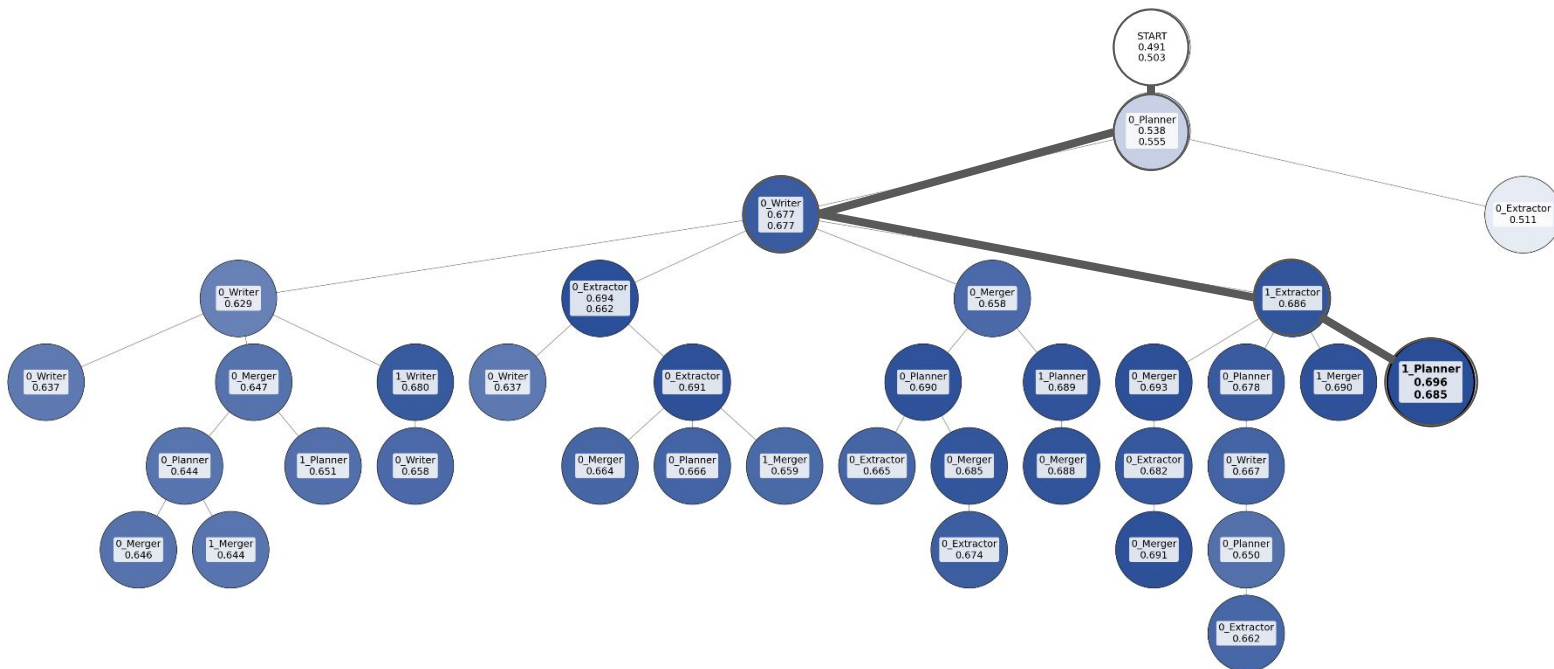 START
0.491
0.503
0_Planner
0.538
0.555
0_Writer
0.677
0.677
0_Extractor
0.511
0_Writer
0.629
0_Extractor
0.694
0.662
0_Merger
0.658
1_Extractor
0.686
0_Writer
0.637
0_Merger
0.647
1_Writer
0.680
0_Writer
0.637
0_Extractor
0.691
0_Planner
0.690
1_Planner
0.689
0_Merger
0.693
0_Planner
0.678
1_Merger
0.690
1_Planner
0.696
0.685
0_Planner
0.644
1_Planner
0.651
0_Writer
0.658
0_Merger
0.664
0_Planner
0.666
1_Merger
0.659
0_Extractor
0.665
0_Merger
0.685
0_Merger
0.688
0_Extractor
0.682
0_Writer
0.667
0_Merger
0.646
1_Merger
0.644
0_Extractor
0.674
0_Merger
0.691
0_Planner
0.650
0_Extractor
0.662